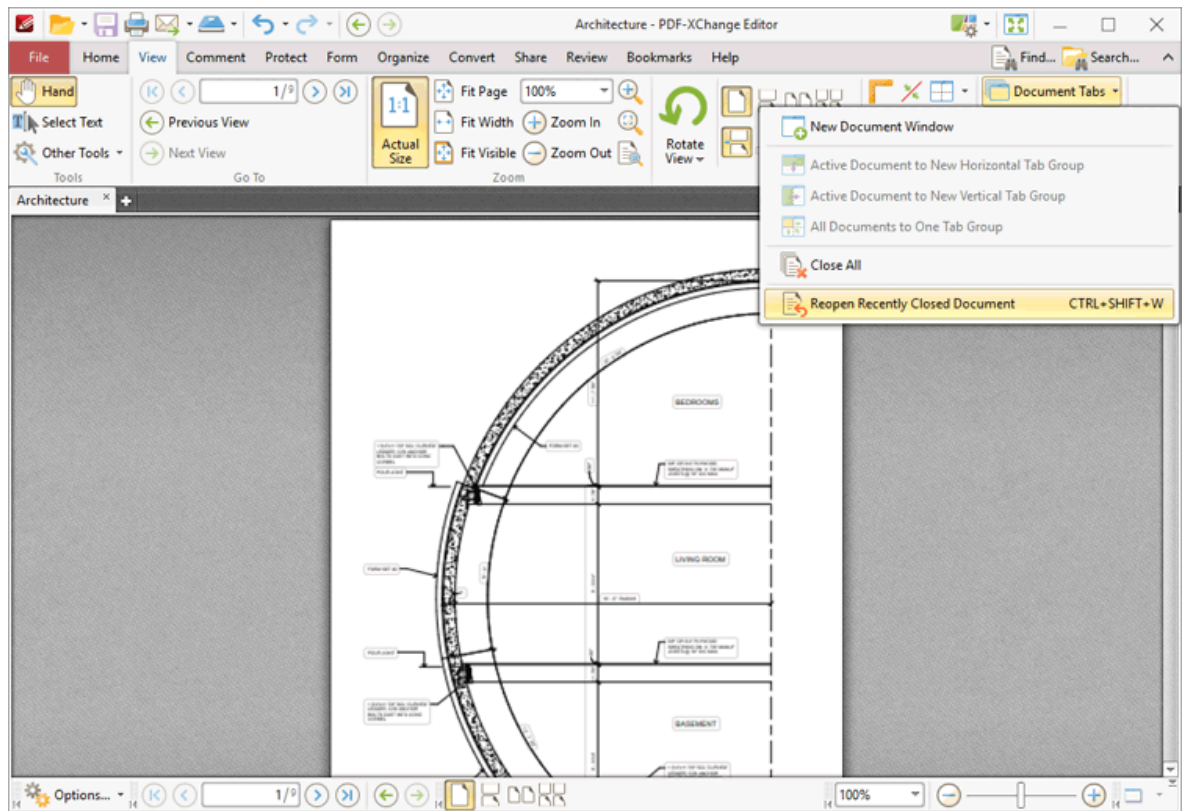 Architecture - PDF-XChange Editor
File Home View Comment Protect Form Organize Convert Share Review Bookmarks Help Find... Search...
Hand 1/9 1:1 Fit Page 100% Document Tabs
Select Text Previous View Fit Width Zoom In
Other Tools Next View Actual Size Fit Visible Zoom Out Rotate View
Tools Go To Zoom
New Document Window
Active Document to New Horizontal Tab Group
Active Document to New Vertical Tab Group
All Documents to One Tab Group
Close All
Reopen Recently Closed Document CTRL+SHIFT+W
Architecture
BEDROOMS
LIVING ROOM
BASEMENT
Options... 1/9 100%